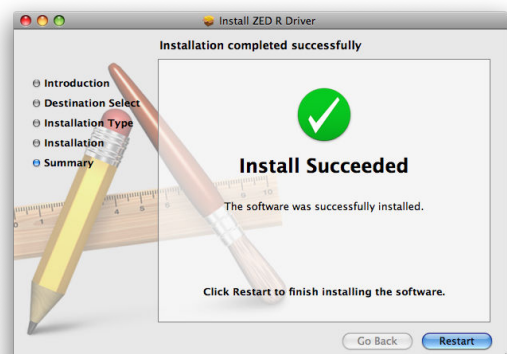 Install ZED R Driver
Installation completed successfully
Introduction
Destination Select
Installation Type
Installation
Summary
Install Succeeded
The software was successfully installed.
Click Restart to finish installing the software.
Go Back
Restart